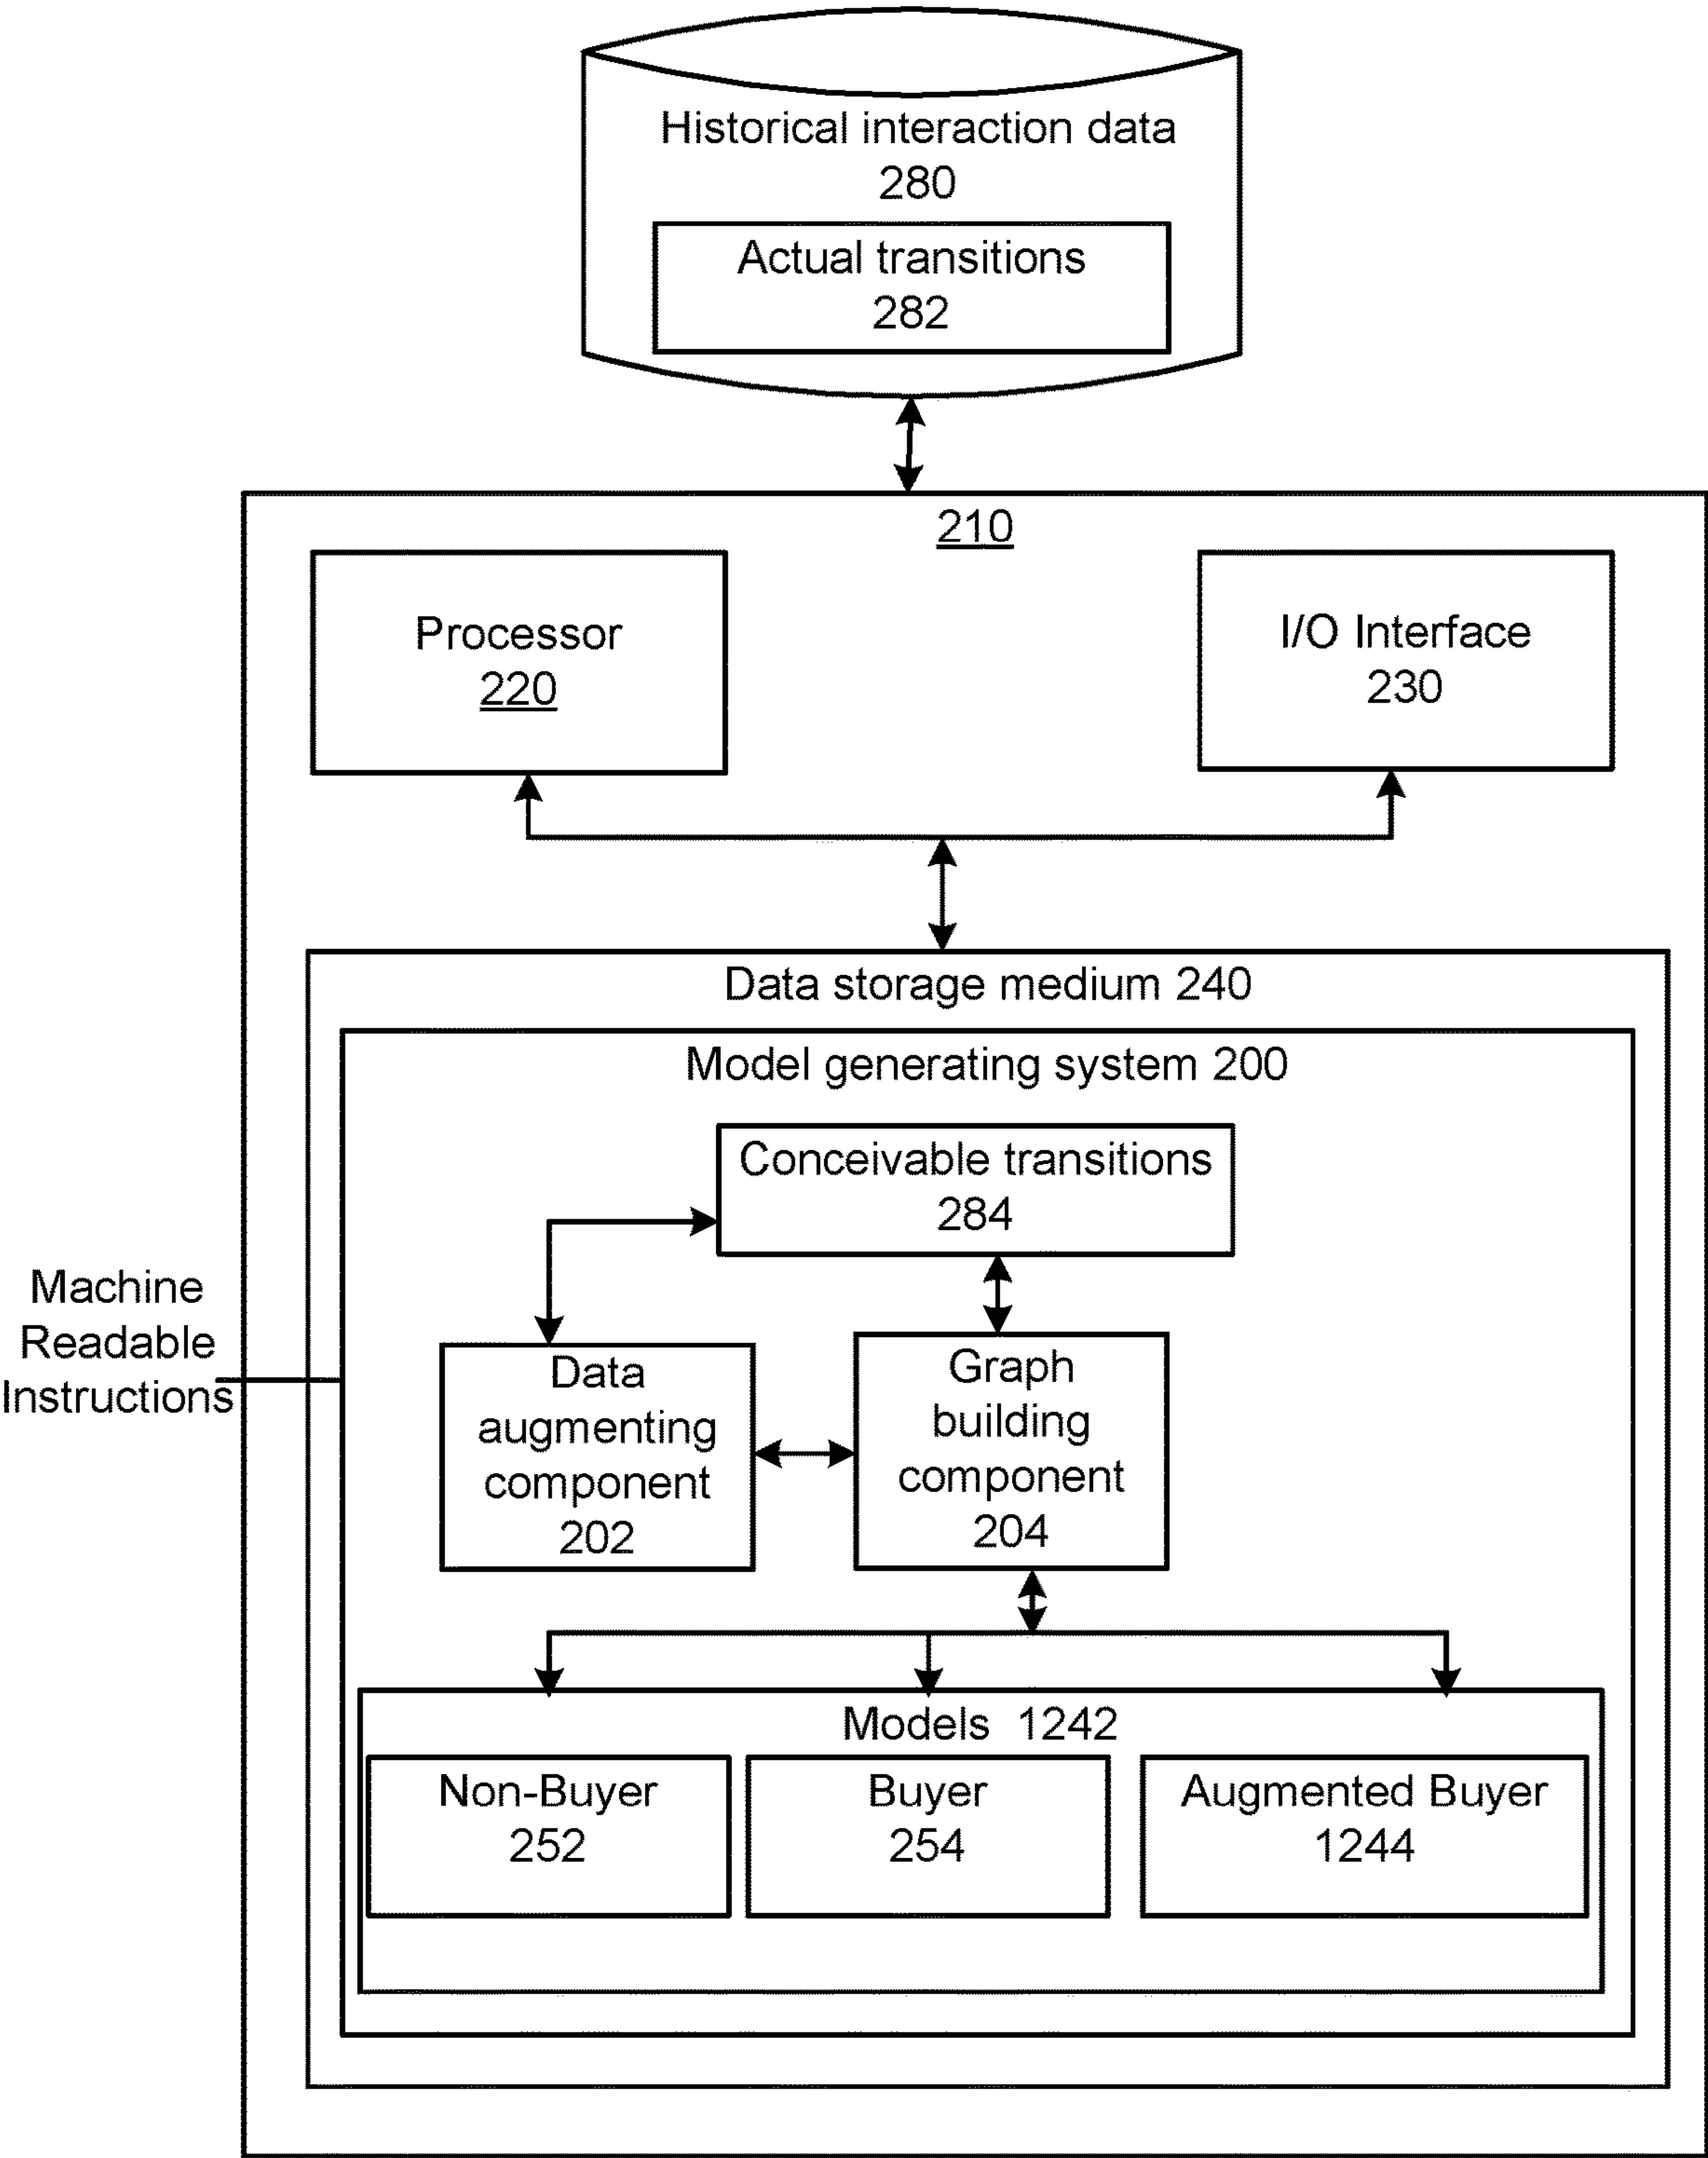 Historical interaction data
280
Actual transitions
282
210
Processor
220
I/O Interface
230
Data storage medium 240
Model generating system 200
Conceivable transitions
284
Machine
Readable
Instructions
Data
augmenting
component
202
Graph
building
component
204
Models 1242
Non-Buyer
252
Buyer
254
Augmented Buyer
1244